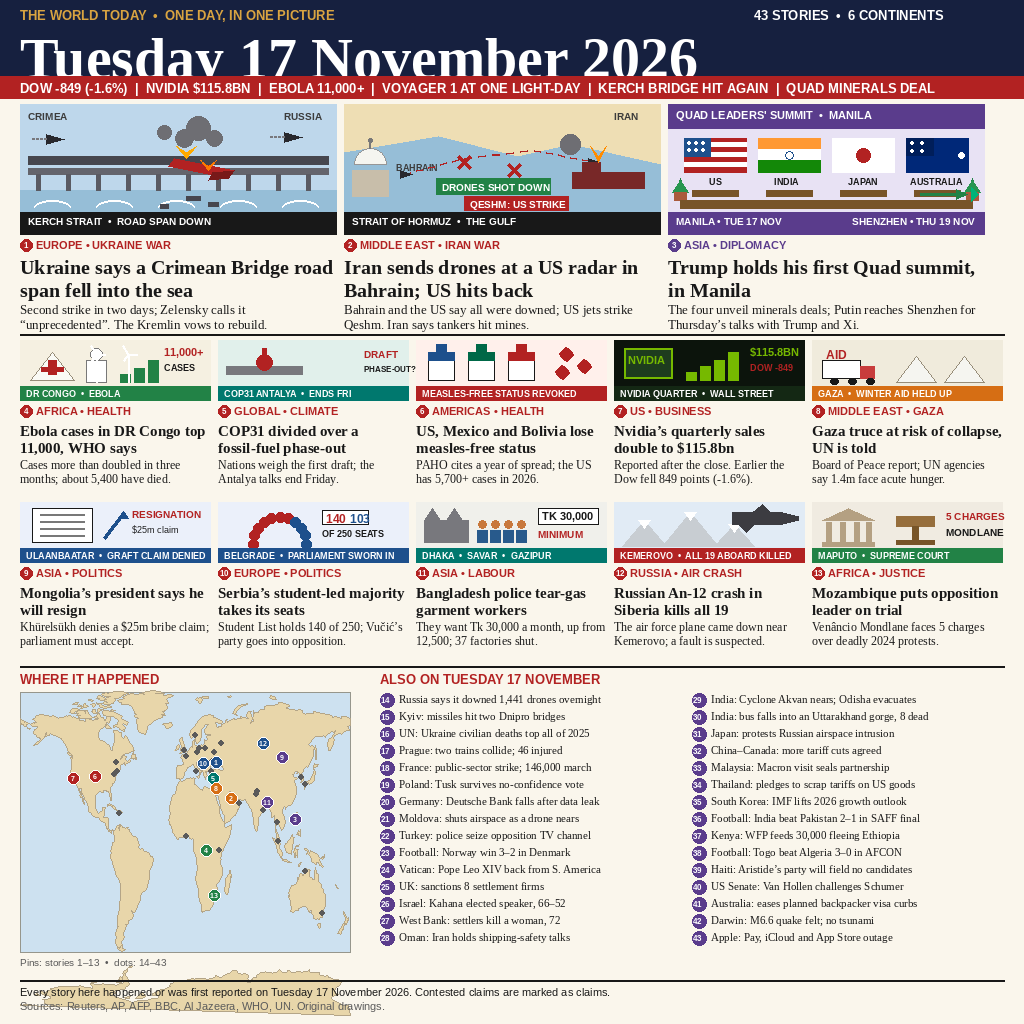 THE WORLD TODAY • ONE DAY, IN ONE PICTURE
43 STORIES • 6 CONTINENTS
Tuesday 17 November 2026
DOW -849 (-1.6%) | NVIDIA $115.8BN | EBOLA 11,000+ | VOYAGER 1 AT ONE LIGHT-DAY | KERCH BRIDGE HIT AGAIN | QUAD MINERALS DEAL
CRIMEA
RUSSIA
KERCH STRAIT • ROAD SPAN DOWN
1 EUROPE • UKRAINE WAR
Ukraine says a Crimean Bridge road
span fell into the sea
Second strike in two days; Zelensky calls it
“unprecedented”. The Kremlin vows to rebuild.
IRAN
BAHRAIN
DRONES SHOT DOWN
QESHM: US STRIKE
STRAIT OF HORMUZ • THE GULF
2 MIDDLE EAST • IRAN WAR
Iran sends drones at a US radar in
Bahrain; US hits back
Bahrain and the US say all were downed; US jets strike
Qeshm. Iran says tankers hit mines.
QUAD LEADERS' SUMMIT • MANILA
US
INDIA
JAPAN
AUSTRALIA
MANILA • TUE 17 NOV
SHENZHEN • THU 19 NOV
3 ASIA • DIPLOMACY
Trump holds his first Quad summit,
in Manila
The four unveil minerals deals; Putin reaches Shenzhen for
Thursday’s talks with Trump and Xi.
11,000+
CASES
DR CONGO • EBOLA
4 AFRICA • HEALTH
Ebola cases in DR Congo top
11,000, WHO says
Cases more than doubled in three
months; about 5,400 have died.
DRAFT
PHASE-OUT?
COP31 ANTALYA • ENDS FRI
5 GLOBAL • CLIMATE
COP31 divided over a
fossil-fuel phase-out
Nations weigh the first draft; the
Antalya talks end Friday.
MEASLES-FREE STATUS REVOKED
6 AMERICAS • HEALTH
US, Mexico and Bolivia lose
measles-free status
PAHO cites a year of spread; the US
has 5,700+ cases in 2026.
NVIDIA
$115.8BN
DOW -849
NVIDIA QUARTER • WALL STREET
7 US • BUSINESS
Nvidia’s quarterly sales
double to $115.8bn
Reported after the close. Earlier the
Dow fell 849 points (-1.6%).
AID
GAZA • WINTER AID HELD UP
8 MIDDLE EAST • GAZA
Gaza truce at risk of collapse,
UN is told
Board of Peace report; UN agencies
say 1.4m face acute hunger.
RESIGNATION
$25m claim
ULAANBAATAR • GRAFT CLAIM DENIED
9 ASIA • POLITICS
Mongolia’s president says he
will resign
Khürelsükh denies a $25m bribe claim;
parliament must accept.
140 103
OF 250 SEATS
BELGRADE • PARLIAMENT SWORN IN
10 EUROPE • POLITICS
Serbia’s student-led majority
takes its seats
Student List holds 140 of 250; Vučić’s
party goes into opposition.
TK 30,000
MINIMUM
DHAKA • SAVAR • GAZIPUR
11 ASIA • LABOUR
Bangladesh police tear-gas
garment workers
They want Tk 30,000 a month, up from
12,500; 37 factories shut.
KEMEROVO • ALL 19 ABOARD KILLED
12 RUSSIA • AIR CRASH
Russian An-12 crash in
Siberia kills all 19
The air force plane came down near
Kemerovo; a fault is suspected.
5 CHARGES
MONDLANE
MAPUTO • SUPREME COURT
13 AFRICA • JUSTICE
Mozambique puts opposition
leader on trial
Venâncio Mondlane faces 5 charges
over deadly 2024 protests.
WHERE IT HAPPENED
12
9
10
1
5
7
6
8
2
11
3
4
13
Pins: stories 1–13 • dots: 14–43
ALSO ON TUESDAY 17 NOVEMBER
14 Russia says it downed 1,441 drones overnight
15 Kyiv: missiles hit two Dnipro bridges
16 UN: Ukraine civilian deaths top all of 2025
17 Prague: two trains collide; 46 injured
18 France: public-sector strike; 146,000 march
19 Poland: Tusk survives no-confidence vote
20 Germany: Deutsche Bank falls after data leak
21 Moldova: shuts airspace as a drone nears
22 Turkey: police seize opposition TV channel
23 Football: Norway win 3–2 in Denmark
24 Vatican: Pope Leo XIV back from S. America
25 UK: sanctions 8 settlement firms
26 Israel: Kahana elected speaker, 66–52
27 West Bank: settlers kill a woman, 72
28 Oman: Iran holds shipping-safety talks
29 India: Cyclone Akvan nears; Odisha evacuates
30 India: bus falls into an Uttarakhand gorge, 8 dead
31 Japan: protests Russian airspace intrusion
32 China–Canada: more tariff cuts agreed
33 Malaysia: Macron visit seals partnership
34 Thailand: pledges to scrap tariffs on US goods
35 South Korea: IMF lifts 2026 growth outlook
36 Football: India beat Pakistan 2–1 in SAFF final
37 Kenya: WFP feeds 30,000 fleeing Ethiopia
38 Football: Togo beat Algeria 3–0 in AFCON
39 Haiti: Aristide’s party will field no candidates
40 US Senate: Van Hollen challenges Schumer
41 Australia: eases planned backpacker visa curbs
42 Darwin: M6.6 quake felt; no tsunami
43 Apple: Pay, iCloud and App Store outage
Every story here happened or was first reported on Tuesday 17 November 2026. Contested claims are marked as claims.
Sources: Reuters, AP, AFP, BBC, Al Jazeera, WHO, UN. Original drawings.